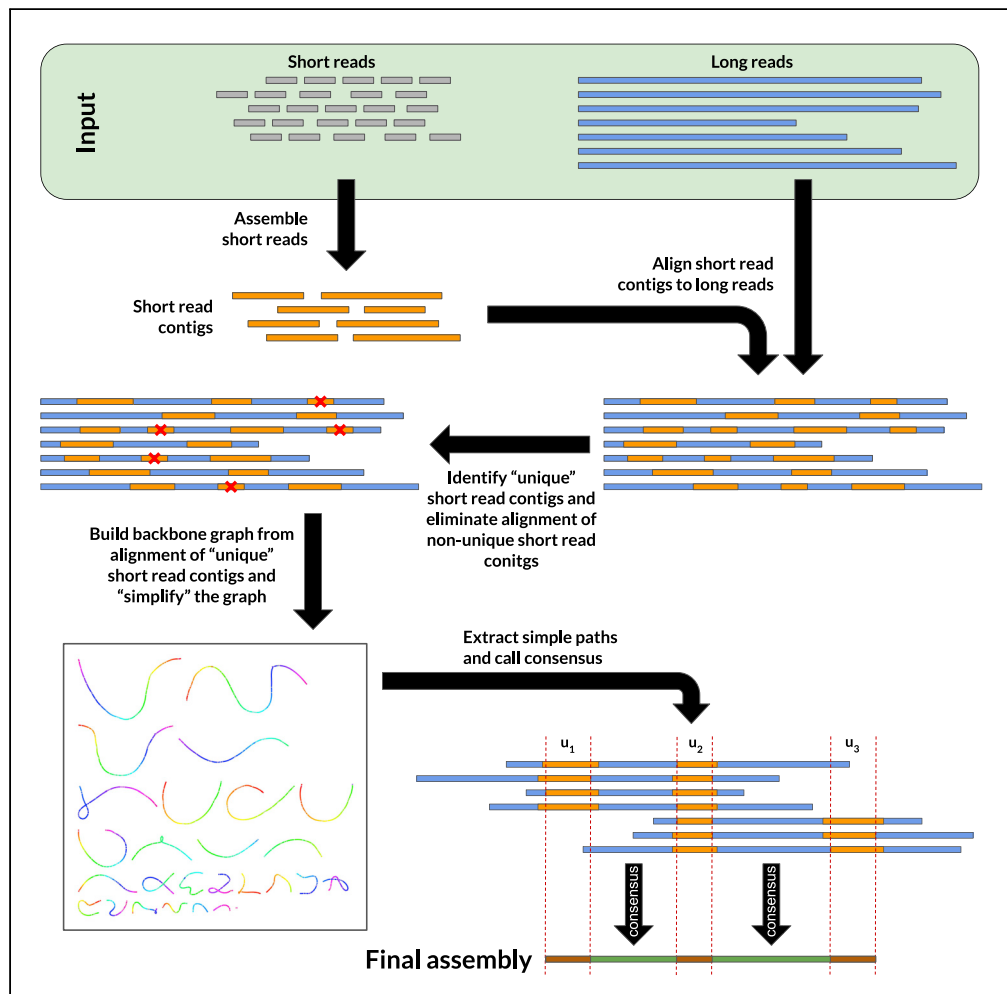 Input
Short reads
Long reads
Assemble
short reads
Align short read
contigs to long reads
Short read
contigs
Identify “unique”
short read contigs and
eliminate alignment of
non-unique short read
conitgs
Build backbone graph from
alignment of “unique”
short read contigs and
“simplify” the graph
Extract simple paths
and call consensus
u1
u2
u3
consensus
consensus
Final assembly